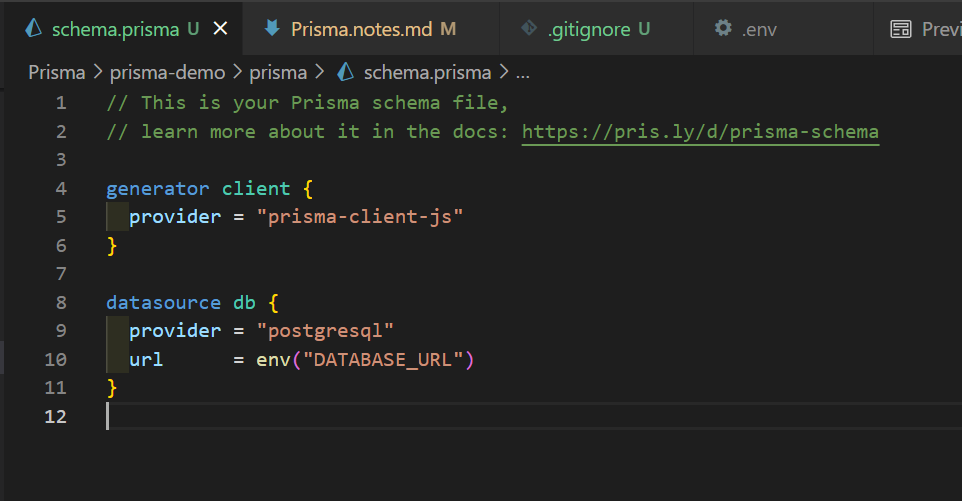 schema.prisma U Prisma.notes.md M .gitignore U .env
Prisma > prisma-demo > prisma > schema.prisma > ...
1 // This is your Prisma schema file,
2 // learn more about it in the docs: https://pris.ly/d/prisma-schema
3
4 generator client {
5   provider = "prisma-client-js"
6 }
7
8 datasource db {
9   provider = "postgresql"
10   url      = env("DATABASE_URL")
11 }
12